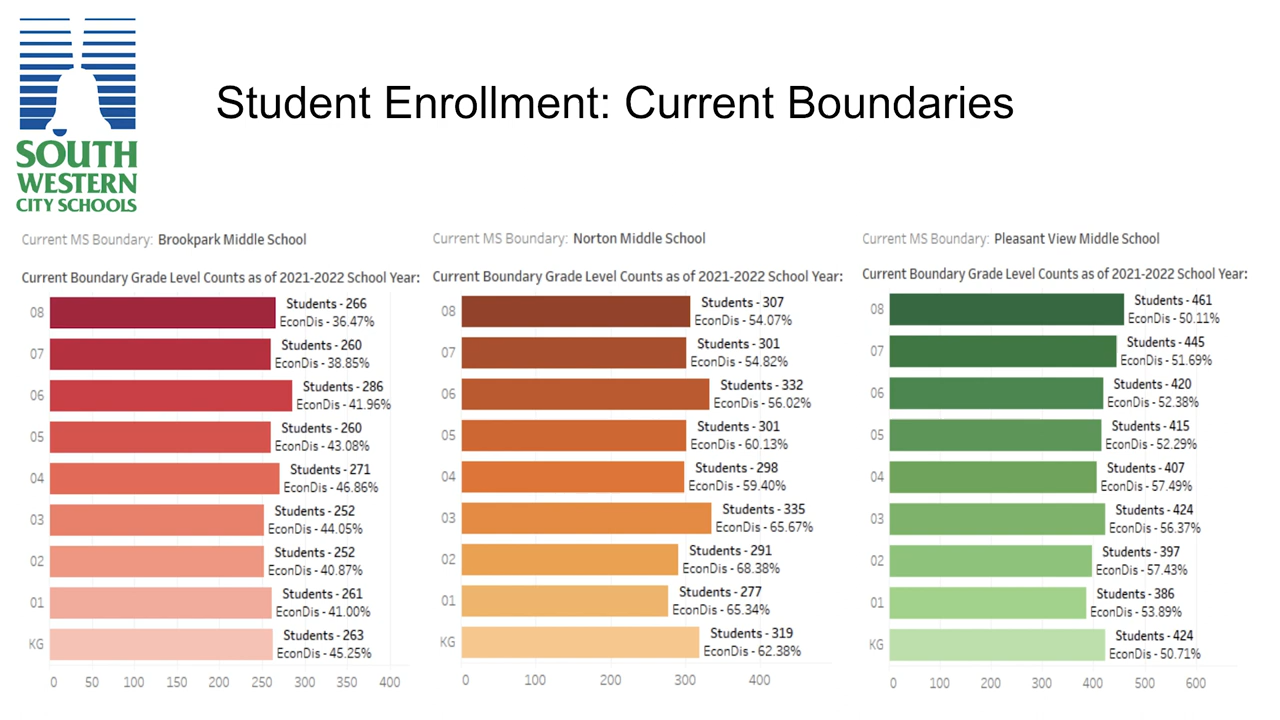 SOUTH
WESTERN
CITY SCHOOLS
Student Enrollment: Current Boundaries
Current MS Boundary: Brookpark Middle School
Current Boundary Grade Level Counts as of 2021-2022 School Year:
08
Students - 266
EconDis - 36.47%
07
Students - 260
EconDis - 38.85%
06
Students - 286
EconDis - 41.96%
05
Students - 260
EconDis - 43.08%
04
Students - 271
EconDis - 46.86%
03
Students - 252
EconDis - 44.05%
02
Students - 252
EconDis - 40.87%
01
Students - 261
EconDis - 41.00%
KG
Students - 263
EconDis - 45.25%
0 50 100 150 200 250 300 350 400
Current MS Boundary: Norton Middle School
Current Boundary Grade Level Counts as of 2021-2022 School Year:
08
Students - 307
EconDis - 54.07%
07
Students - 301
EconDis - 54.82%
06
Students - 332
EconDis - 56.02%
05
Students - 301
EconDis - 60.13%
04
Students - 298
EconDis - 59.40%
03
Students - 335
EconDis - 65.67%
02
Students - 291
EconDis - 68.38%
01
Students - 277
EconDis - 65.34%
KG
Students - 319
EconDis - 62.38%
0 100 200 300 400
Current MS Boundary: Pleasant View Middle School
Current Boundary Grade Level Counts as of 2021-2022 School Year:
08
Students - 461
EconDis - 50.11%
07
Students - 445
EconDis - 51.69%
06
Students - 420
EconDis - 52.38%
05
Students - 415
EconDis - 52.29%
04
Students - 407
EconDis - 57.49%
03
Students - 424
EconDis - 56.37%
02
Students - 397
EconDis - 57.43%
01
Students - 386
EconDis - 53.89%
KG
Students - 424
EconDis - 50.71%
0 100 200 300 400 500 600